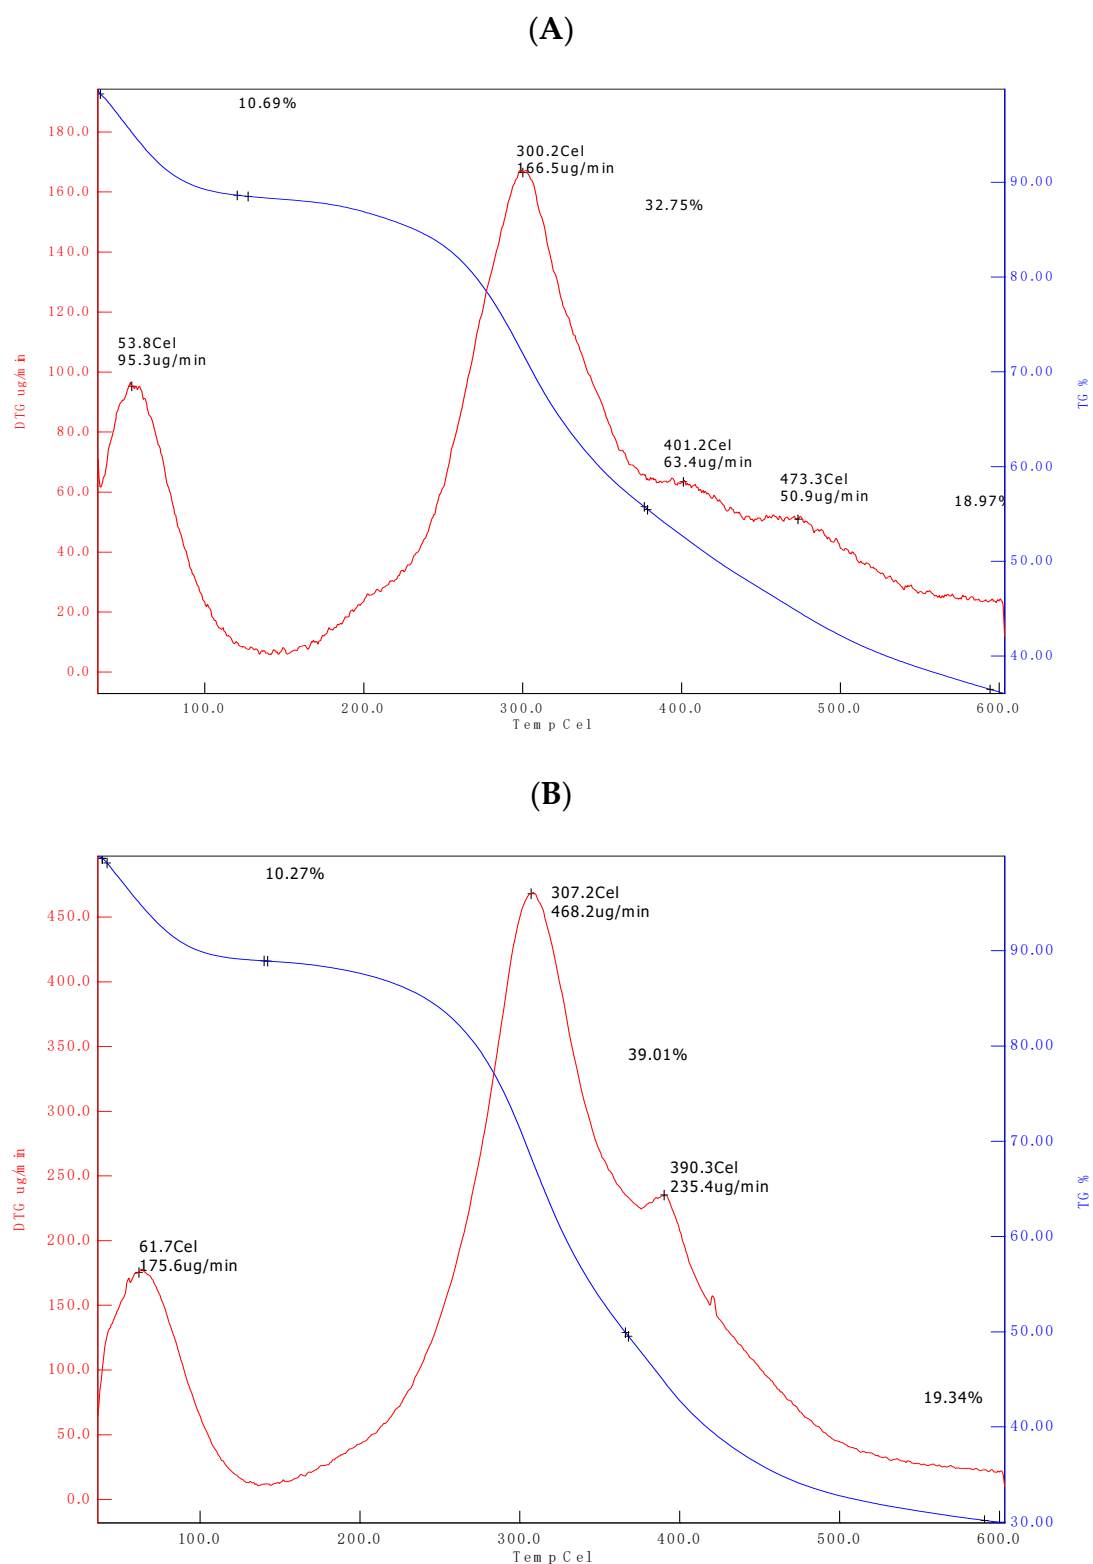 (A)
10.69%
180.0
300.2Cel
166.5ug/min
90.00
160.0
32.75%
140.0
80.00
120.0
53.8Cel
95.3ug/min
100.0
70.00
DTG ug/min
TG %
80.0
401.2Cel
63.4ug/min
60.00
473.3Cel
50.9ug/min
60.0
18.97%
40.0
50.00
20.0
40.00
0.0
100.0 200.0 300.0 400.0 500.0 600.0
Temp Cel
(B)
10.27%
307.2Cel
468.2ug/min
450.0
90.00
400.0
350.0
80.00
39.01%
300.0
70.00
250.0
390.3Cel
235.4ug/min
DTG ug/min
TG %
200.0
61.7Cel
175.6ug/min
60.00
150.0
50.00
100.0
19.34%
50.0
40.00
0.0
30.00
100.0 200.0 300.0 400.0 500.0 600.0
Temp Cel